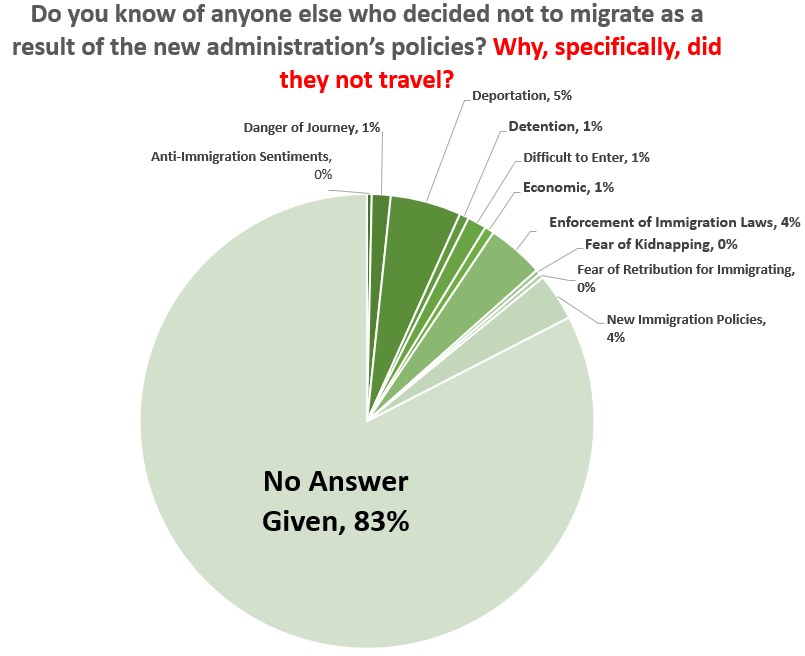 Do you know of anyone else who decided not to migrate as a
result of the new administration’s policies? Why, specifically, did
they not travel?
Deportation, 5%
Danger of Journey, 1%
Detention, 1%
Anti-Immigration Sentiments,
0%
Difficult to Enter, 1%
Economic, 1%
Enforcement of Immigration Laws, 4%
Fear of Kidnapping, 0%
Fear of Retribution for Immigrating,
0%
New Immigration Policies,
4%
No Answer
Given, 83%